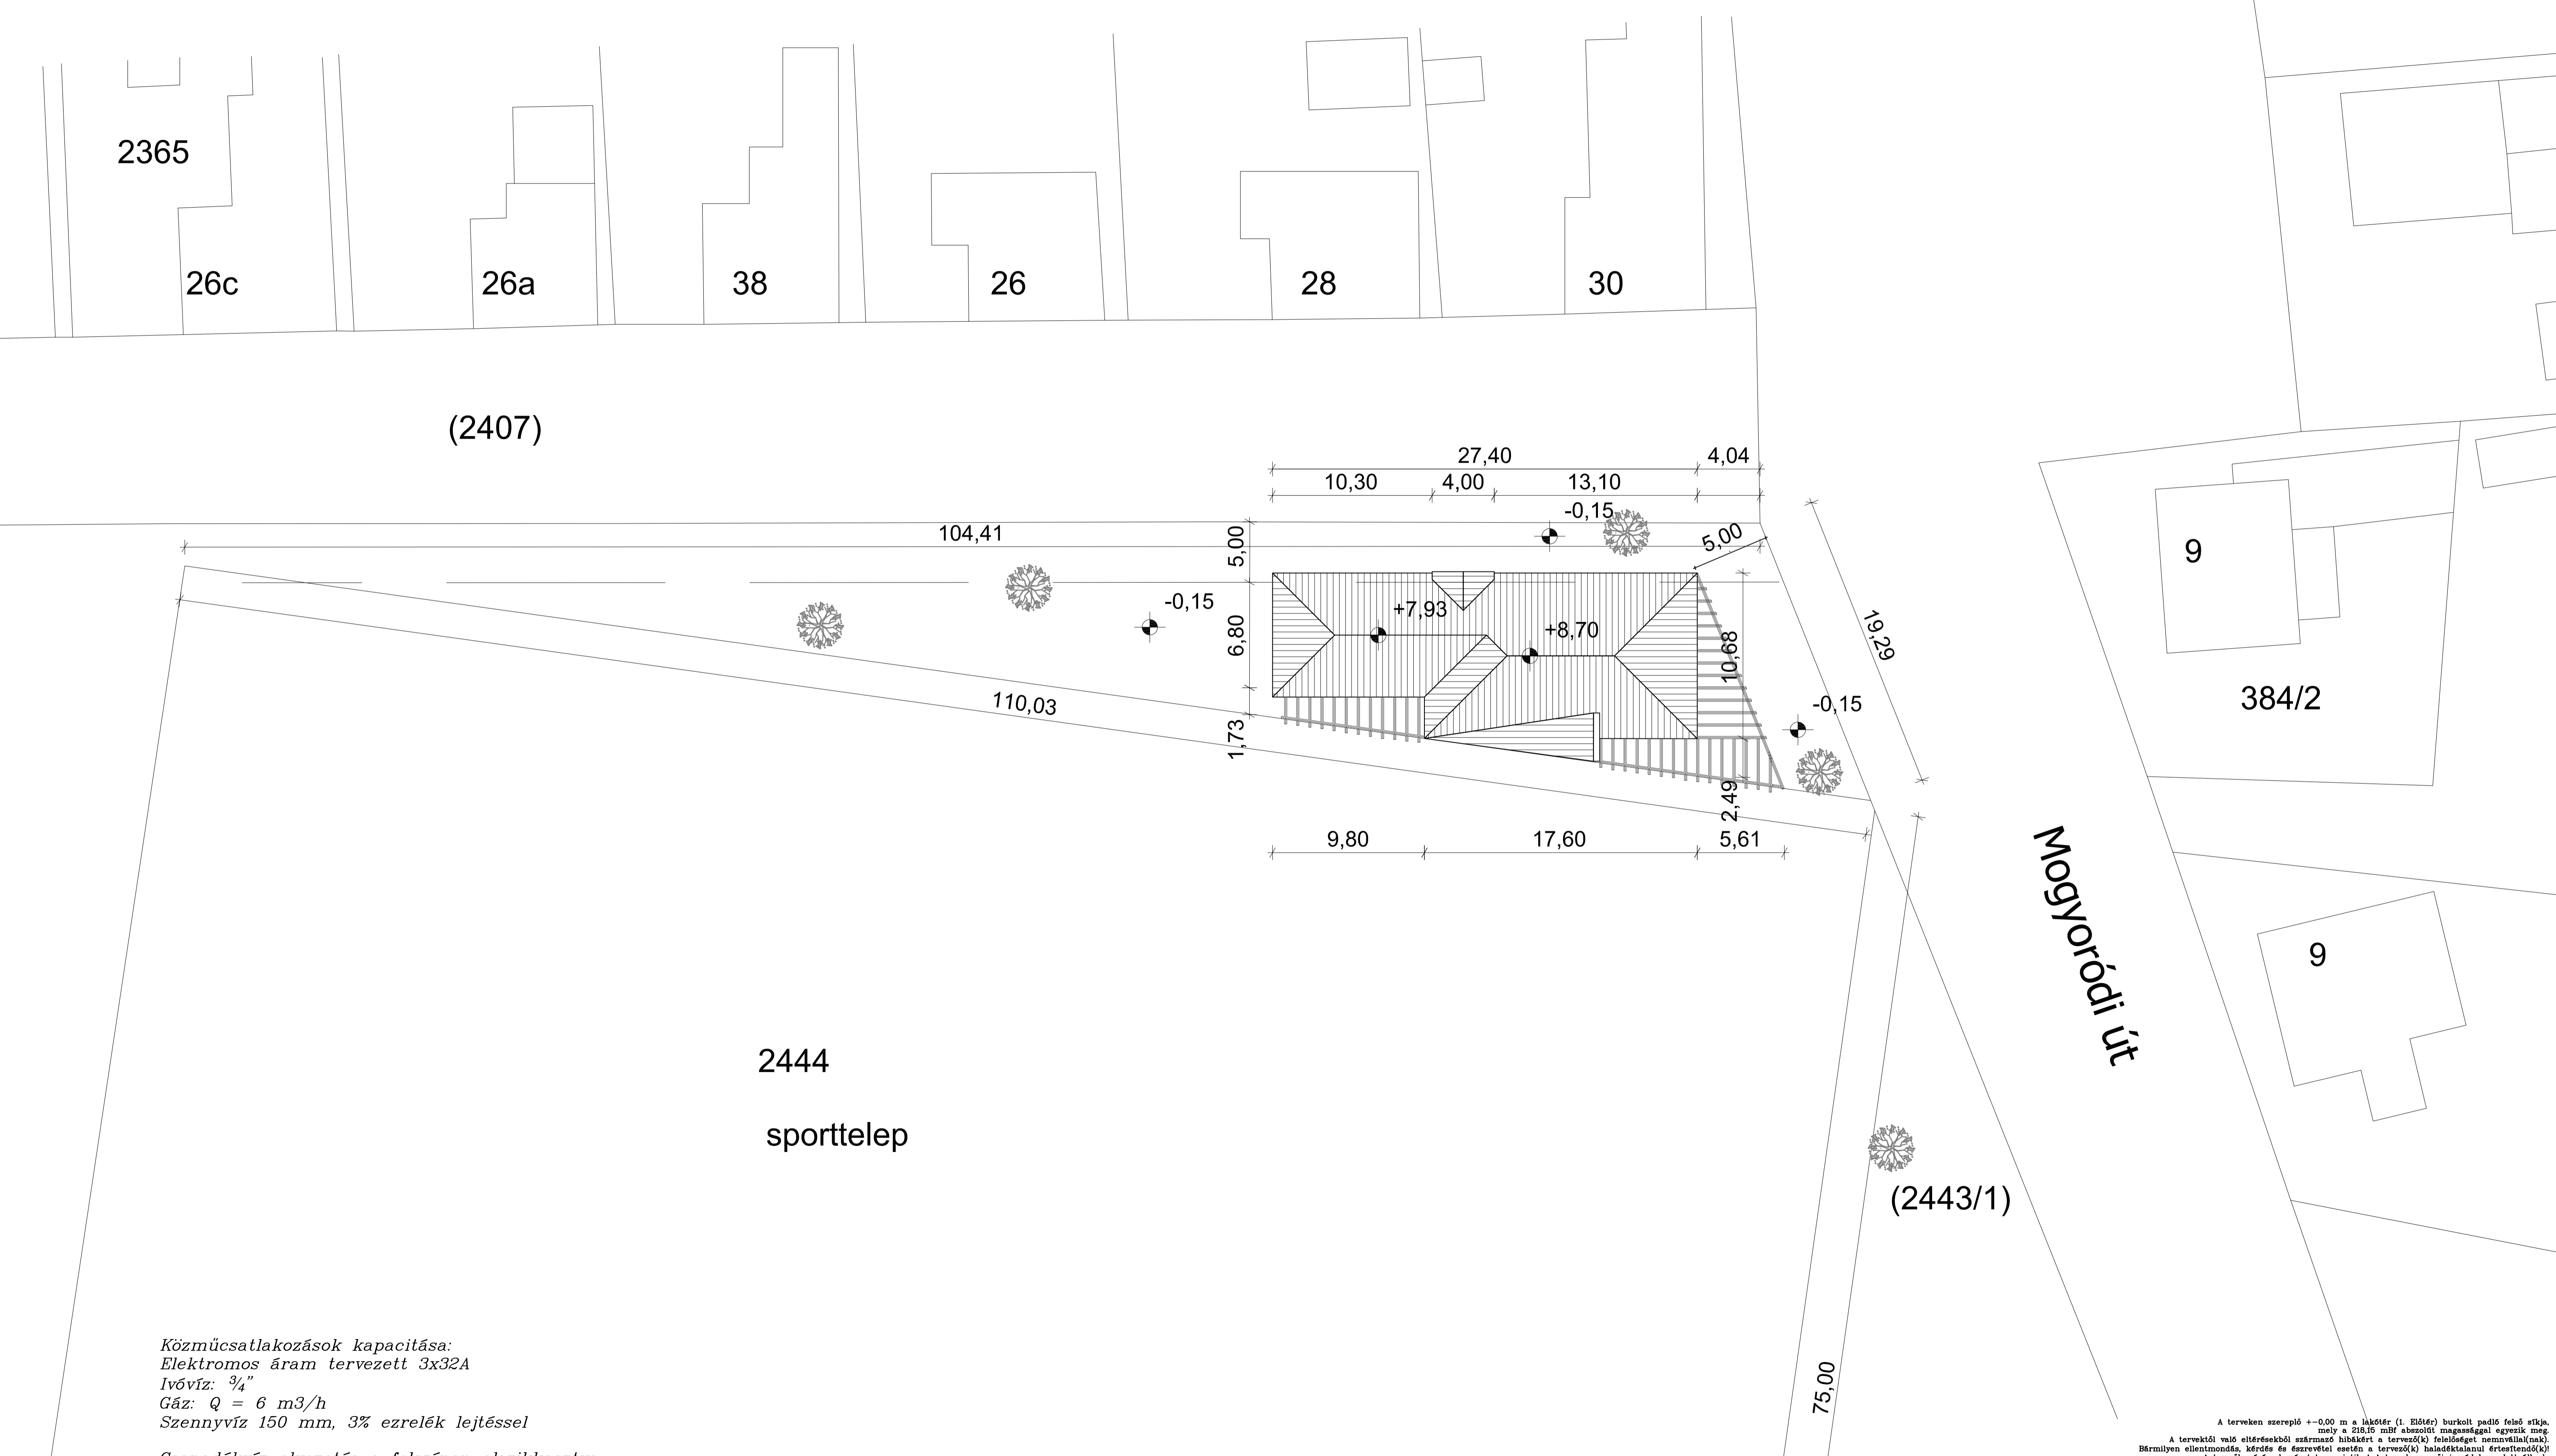 2365
26c
26a
38
26
28
30
(2407)
27,40
4,04
10,30
4,00
13,10
-0,15
104,41
5,00
5,00
9
-0,15
+7,93
6,80
+8,70
10,68
19,29
384/2
110,03
-0,15
1,73
2,49
9,80
17,60
5,61
Mogyoródi út
9
2444
sporttelep
(2443/1)
75,00
Közműcsatlakozások kapacitása:
Elektromos áram tervezett 3x32A
Ivóvíz: ¾"
Gáz: Q = 6 m3/h
Szennyvíz 150 mm, 3% ezrelék lejtéssel
A terveken szereplő +-0,00 m a lakótér (1. Előtér) burkolt padló felső síkja,
mely a 218,15 mBf abszolút magassággal egyezik meg.
A tervektől való eltérésekből származó hibákért a tervező(k) felelőséget nemnvállal(nak).
Bármilyen ellentmondás, kérdés és észrevétel esetén a tervező(k) haladéktalanul értesítendő(k)!